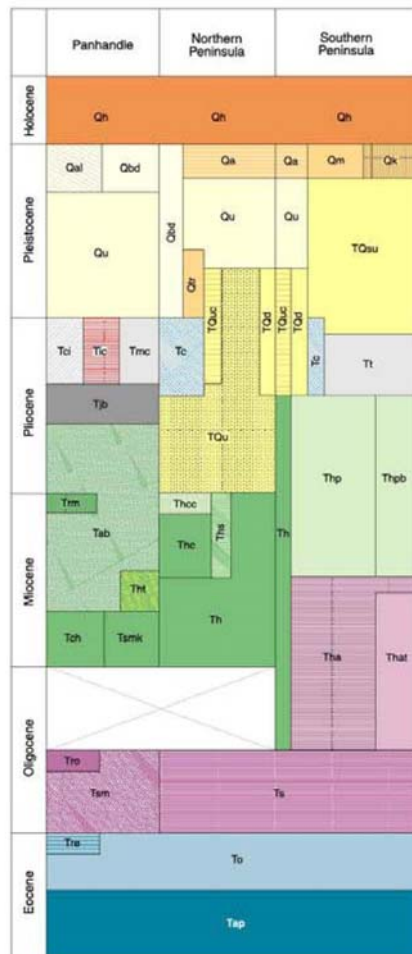 Panhandle
Northern
Peninsula
Southern
Peninsula
Holocene
Qh
Qh
Qh
Pleistocene
Qal
Qbd
Qbd
Qa
Qa
Qm
Qk
Qu
Qu
Qu
TQsu
Qtr
TQuc
TQd
TQuc
TQd
Pliocene
Tci
Tic
Tmc
Tc
Tc
Tt
Tjb
TQu
Thp
Thpb
Miocene
Trm
Tab
Thcc
Ths
Thc
Th
Tht
Th
Tch
Tsmk
Tha
That
Oligocene
Tro
Tsm
Ts
Eocene
Tre
To
Tap